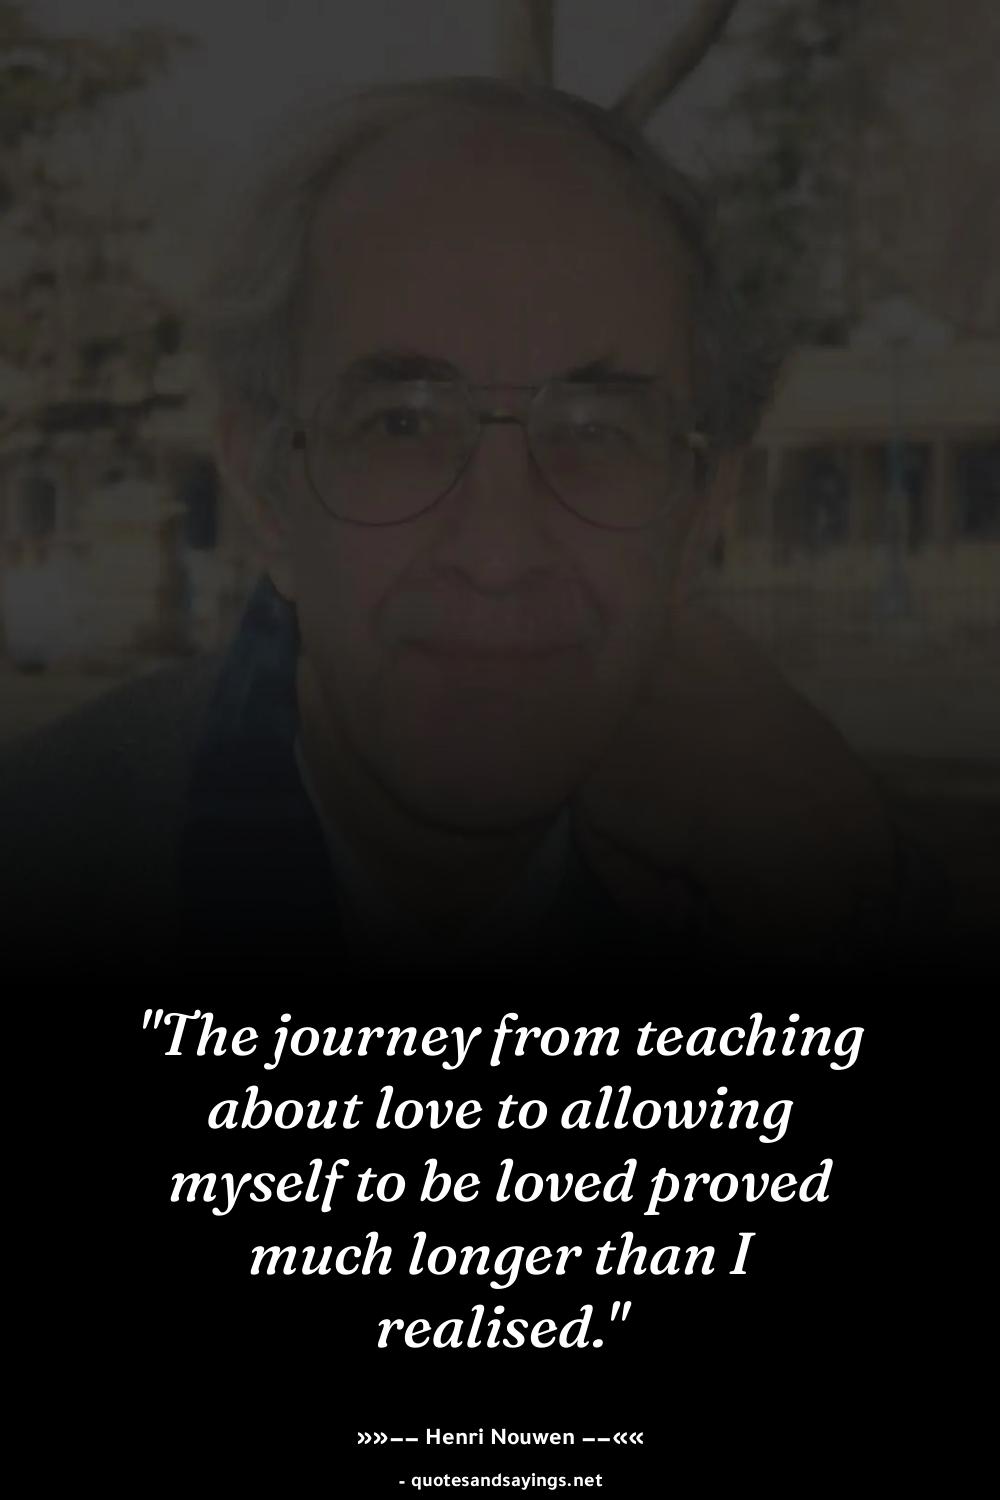 "The journey from teaching
about love to allowing
myself to be loved proved
much longer than I
realised."
»»–– Henri Nouwen ––««
- quotesandsayings.net